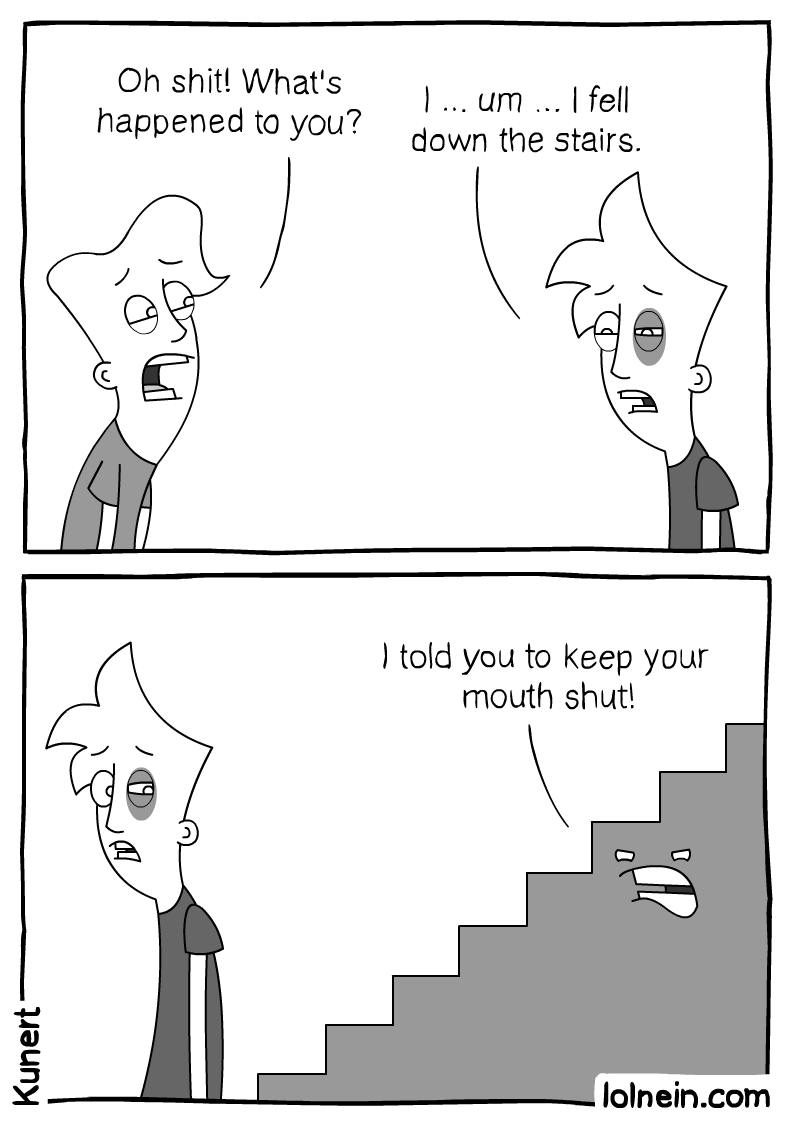 Oh shit! What's
happened to you?
I ... um ... I fell
down the stairs.
I told you to keep your
mouth shut!
Kunert
lolnein.com